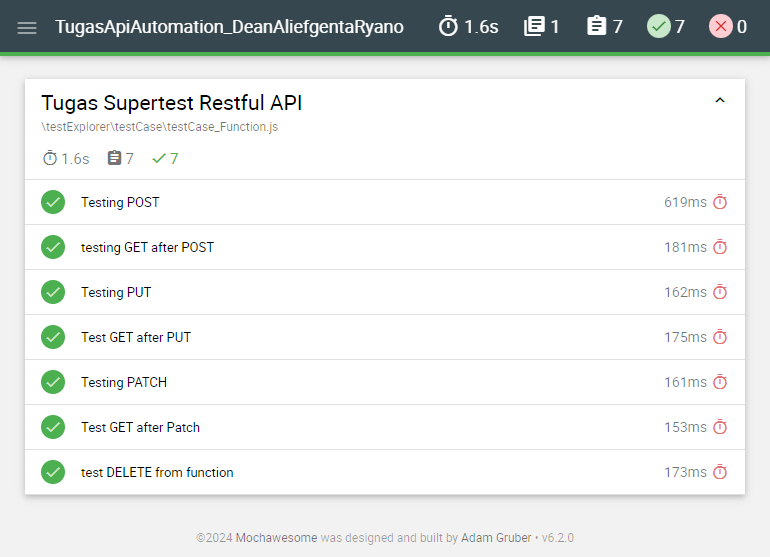 TugasApiAutomation_DeanAliefgentaRyano 1.6s 1 7 7 0
Tugas Supertest Restful API
\testExplorer\testCase\testCase_Function.js
1.6s 7 7
Testing POST 619ms
testing GET after POST 181ms
Testing PUT 162ms
Test GET after PUT 175ms
Testing PATCH 161ms
Test GET after Patch 153ms
test DELETE from function 173ms
©2024 Mochawesome was designed and built by Adam Gruber • v6.2.0